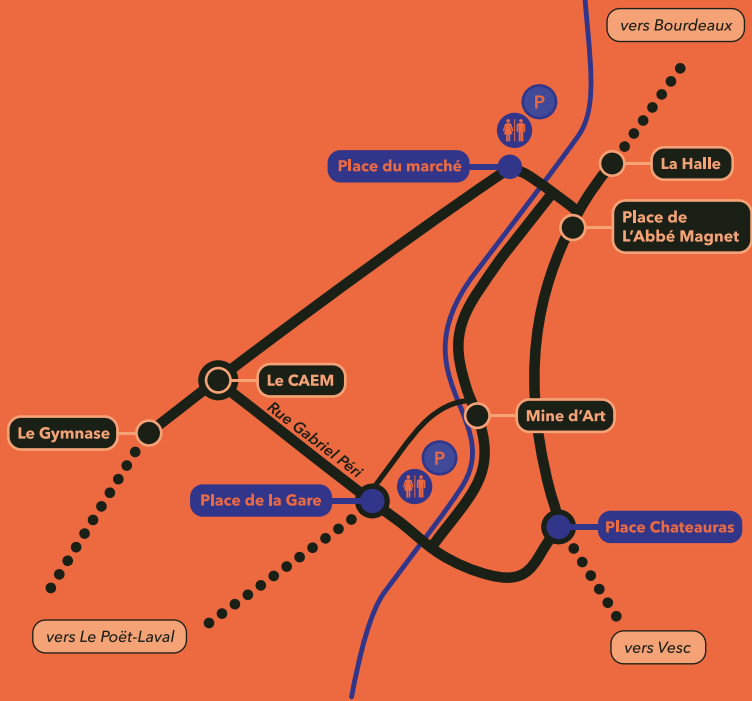 vers Bourdeaux
P
Place du marché
La Halle
Place de
L'Abbé Magnet
Le CAEM
Rue Gabriel Péri
Mine d'Art
Le Gymnase
P
Place de la Gare
Place Chateauras
vers Le Poët-Laval
vers Vesc